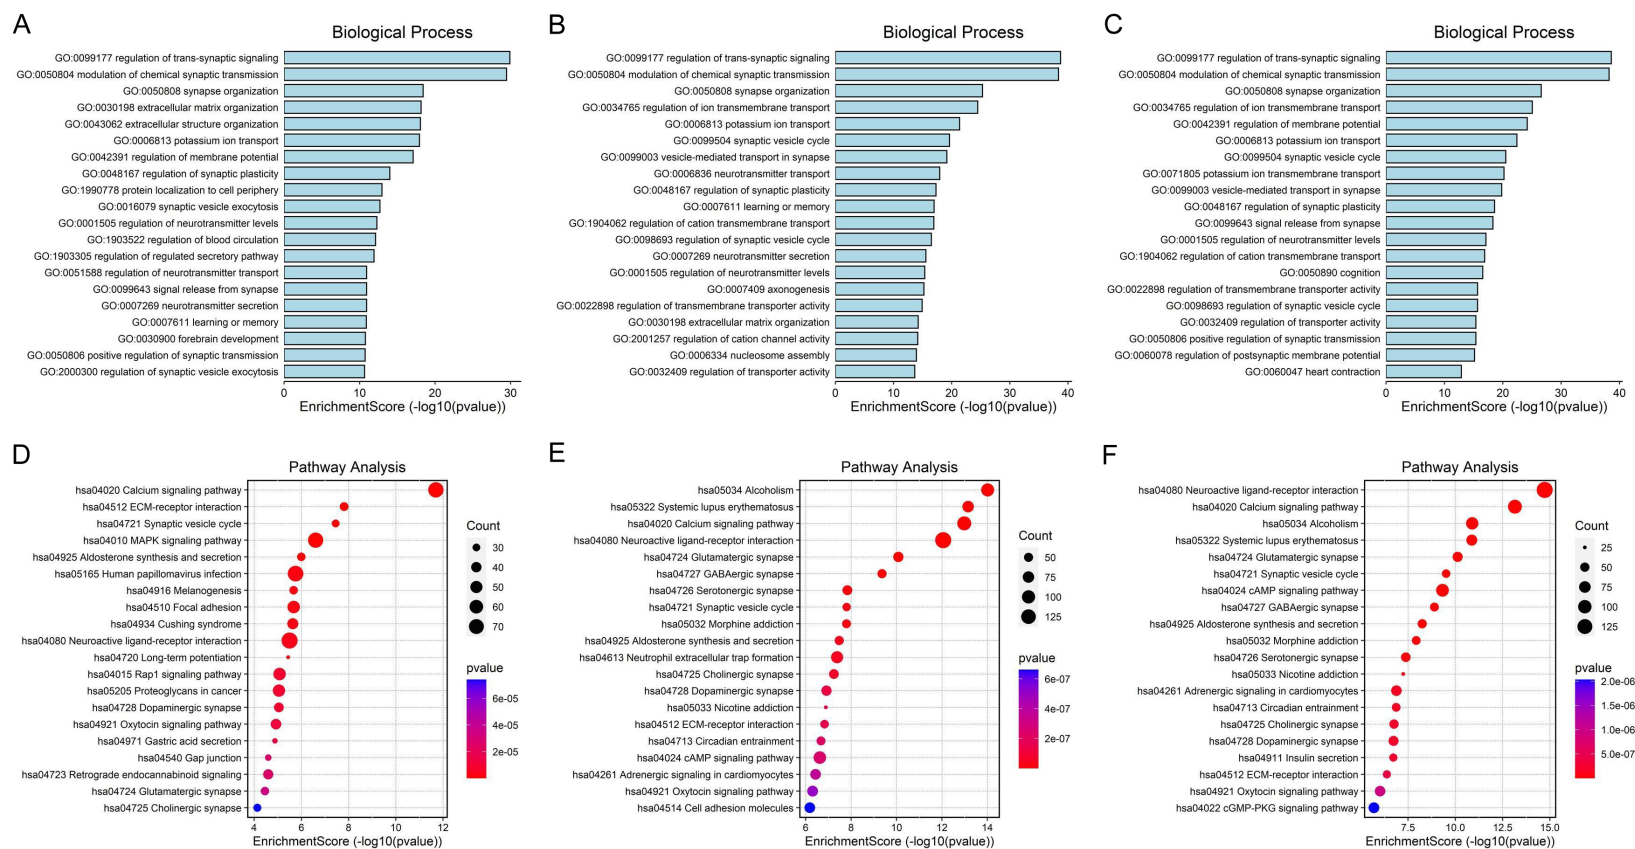 A
Biological Process
GO:0099177 regulation of trans-synaptic signaling
GO:0050804 modulation of chemical synaptic transmission
GO:0050808 synapse organization
GO:0030198 extracellular matrix organization
GO:0043062 extracellular structure organization
GO:0006813 potassium ion transport
GO:0042391 regulation of membrane potential
GO:0048167 regulation of synaptic plasticity
GO:1990778 protein localization to cell periphery
GO:0016079 synaptic vesicle exocytosis
GO:0001505 regulation of neurotransmitter levels
GO:1903522 regulation of blood circulation
GO:1903305 regulation of regulated secretory pathway
GO:0051588 regulation of neurotransmitter transport
GO:0099643 signal release from synapse
GO:0007269 neurotransmitter secretion
GO:0007611 learning or memory
GO:0030900 forebrain development
GO:0050806 positive regulation of synaptic transmission
GO:2000300 regulation of synaptic vesicle exocytosis
0 10 20 30
EnrichmentScore (-log10(pvalue))
B
Biological Process
GO:0099177 regulation of trans-synaptic signaling
GO:0050804 modulation of chemical synaptic transmission
GO:0050808 synapse organization
GO:0034765 regulation of ion transmembrane transport
GO:0006813 potassium ion transport
GO:0099504 synaptic vesicle cycle
GO:0099003 vesicle-mediated transport in synapse
GO:0006836 neurotransmitter transport
GO:0048167 regulation of synaptic plasticity
GO:0007611 learning or memory
GO:1904062 regulation of cation transmembrane transport
GO:0098693 regulation of synaptic vesicle cycle
GO:0007269 neurotransmitter secretion
GO:0001505 regulation of neurotransmitter levels
GO:0007409 axonogenesis
GO:0022898 regulation of transmembrane transporter activity
GO:0030198 extracellular matrix organization
GO:2001257 regulation of cation channel activity
GO:0006334 nucleosome assembly
GO:0032409 regulation of transporter activity
0 10 20 30 40
EnrichmentScore (-log10(pvalue))
C
Biological Process
GO:0099177 regulation of trans-synaptic signaling
GO:0050804 modulation of chemical synaptic transmission
GO:0050808 synapse organization
GO:0034765 regulation of ion transmembrane transport
GO:0042391 regulation of membrane potential
GO:0006813 potassium ion transport
GO:0099504 synaptic vesicle cycle
GO:0071805 potassium ion transmembrane transport
GO:0099003 vesicle-mediated transport in synapse
GO:0048167 regulation of synaptic plasticity
GO:0099643 signal release from synapse
GO:0001505 regulation of neurotransmitter levels
GO:1904062 regulation of cation transmembrane transport
GO:0050890 cognition
GO:0022898 regulation of transmembrane transporter activity
GO:0098693 regulation of synaptic vesicle cycle
GO:0032409 regulation of transporter activity
GO:0050806 positive regulation of synaptic transmission
GO:0060078 regulation of postsynaptic membrane potential
GO:0060047 heart contraction
0 10 20 30 40
EnrichmentScore (-log10(pvalue))
D
Pathway Analysis
hsa04020 Calcium signaling pathway
hsa04512 ECM-receptor interaction
hsa04721 Synaptic vesicle cycle
hsa04010 MAPK signaling pathway
hsa04925 Aldosterone synthesis and secretion
hsa05165 Human papillomavirus infection
hsa04916 Melanogenesis
hsa04510 Focal adhesion
hsa04934 Cushing syndrome
hsa04080 Neuroactive ligand-receptor interaction
hsa04720 Long-term potentiation
hsa04015 Rap1 signaling pathway
hsa05205 Proteoglycans in cancer
hsa04728 Dopaminergic synapse
hsa04921 Oxytocin signaling pathway
hsa04971 Gastric acid secretion
hsa04540 Gap junction
hsa04723 Retrograde endocannabinoid signaling
hsa04724 Glutamatergic synapse
hsa04725 Cholinergic synapse
4 6 8 10 12
EnrichmentScore (-log10(pvalue))
Count
30
40
50
60
70
pvalue
6e-05
4e-05
2e-05
E
Pathway Analysis
hsa05034 Alcoholism
hsa05322 Systemic lupus erythematosus
hsa04020 Calcium signaling pathway
hsa04080 Neuroactive ligand-receptor interaction
hsa04724 Glutamatergic synapse
hsa04727 GABAergic synapse
hsa04726 Serotonergic synapse
hsa04721 Synaptic vesicle cycle
hsa05032 Morphine addiction
hsa04925 Aldosterone synthesis and secretion
hsa04613 Neutrophil extracellular trap formation
hsa04725 Cholinergic synapse
hsa04728 Dopaminergic synapse
hsa05033 Nicotine addiction
hsa04512 ECM-receptor interaction
hsa04713 Circadian entrainment
hsa04024 cAMP signaling pathway
hsa04261 Adrenergic signaling in cardiomyocytes
hsa04921 Oxytocin signaling pathway
hsa04514 Cell adhesion molecules
6 8 10 12 14
EnrichmentScore (-log10(pvalue))
Count
50
75
100
125
pvalue
6e-07
4e-07
2e-07
F
Pathway Analysis
hsa04080 Neuroactive ligand-receptor interaction
hsa04020 Calcium signaling pathway
hsa05034 Alcoholism
hsa05322 Systemic lupus erythematosus
hsa04724 Glutamatergic synapse
hsa04721 Synaptic vesicle cycle
hsa04024 cAMP signaling pathway
hsa04727 GABAergic synapse
hsa04925 Aldosterone synthesis and secretion
hsa05032 Morphine addiction
hsa04726 Serotonergic synapse
hsa05033 Nicotine addiction
hsa04261 Adrenergic signaling in cardiomyocytes
hsa04713 Circadian entrainment
hsa04725 Cholinergic synapse
hsa04728 Dopaminergic synapse
hsa04911 Insulin secretion
hsa04512 ECM-receptor interaction
hsa04921 Oxytocin signaling pathway
hsa04022 cGMP-PKG signaling pathway
7.5 10.0 12.5 15.0
EnrichmentScore (-log10(pvalue))
Count
25
50
75
100
125
pvalue
2.0e-06
1.5e-06
1.0e-06
5.0e-07